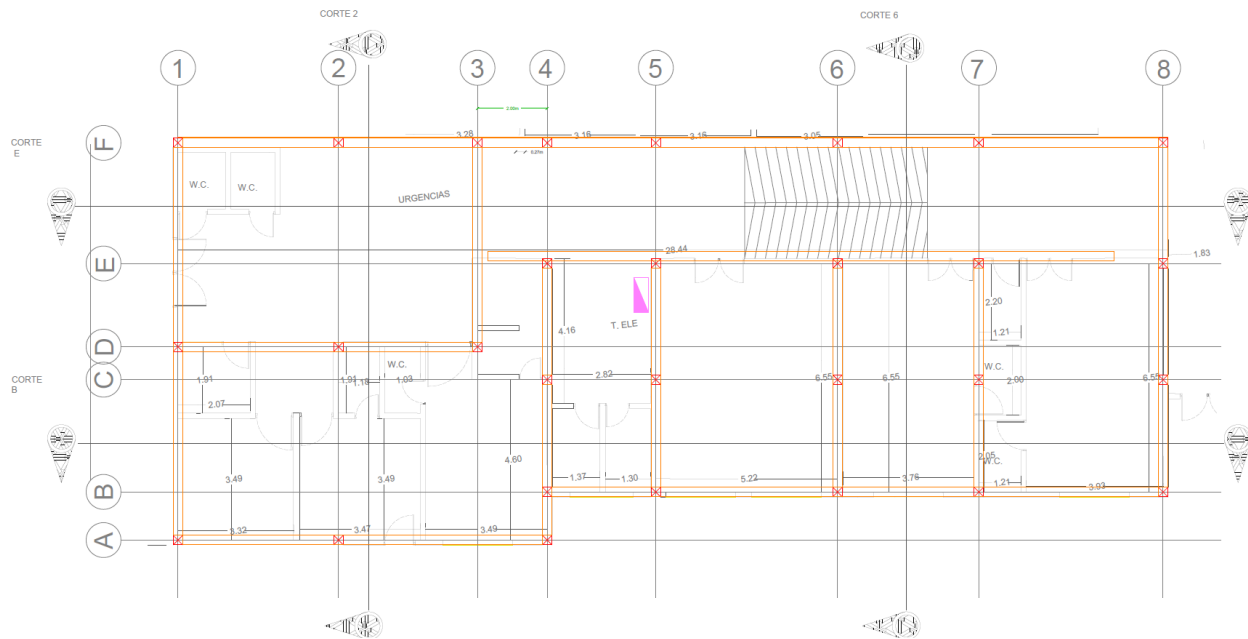 CORTE 2
CORTE 6
1
2
3
4
5
6
7
8
2.00m
CORTE
E
F
3.28
3.16
3.16
3.05
0.27m
W.C.
W.C.
URGENCIAS
E
28.44
1.83
4.16
T. ELE
2.20
1.21
D
W.C.
W.C.
CORTE
B
C
1.91
1.91
1.18
1.03
2.82
6.55
6.55
2.00
6.55
2.07
4.60
2.05
W.C.
3.49
3.49
1.37
1.30
5.22
3.76
1.21
3.93
B
3.32
3.47
3.49
A